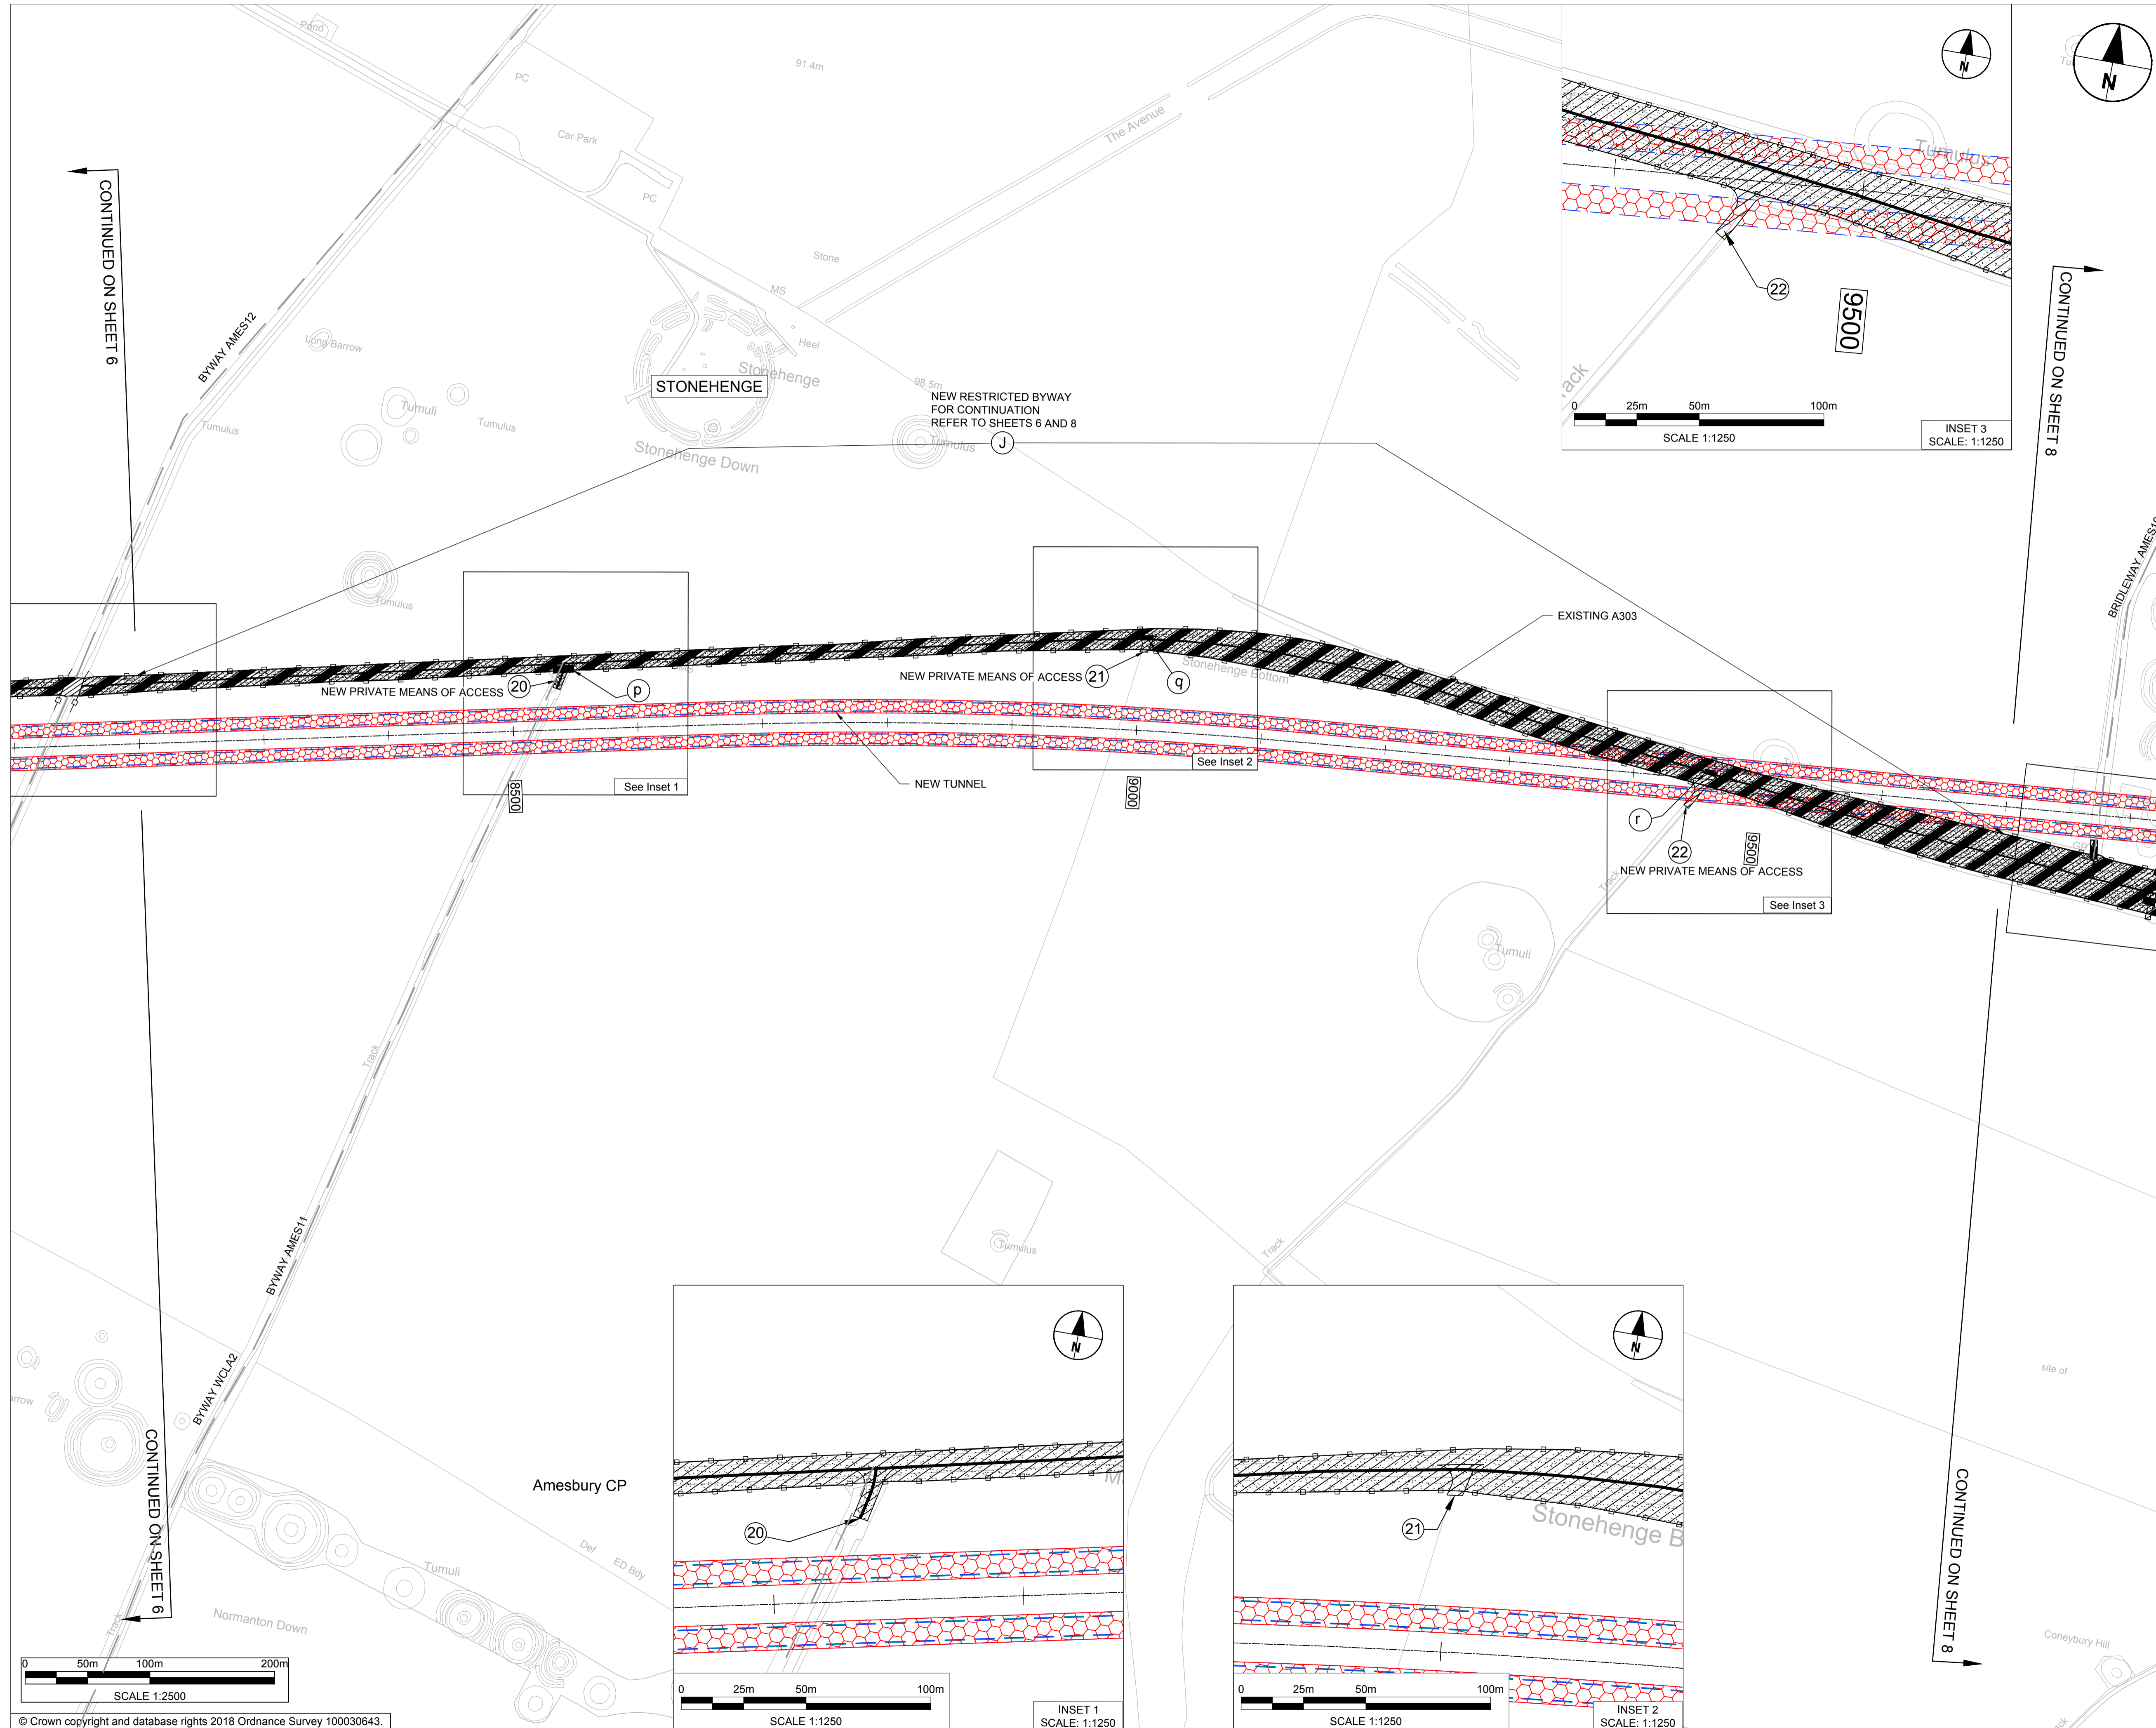 Pond
PC
91.4m
Car Park
The Avenue
PC
Stone
MS
Heel
Long Barrow
Stonehenge
STONEHENGE
98.5m
NEW RESTRICTED BYWAY
FOR CONTINUATION
REFER TO SHEETS 6 AND 8
J
Tumulus
Tumuli
Tumulus
Tumulus
Stonehenge Down
Tumulus
BYWAY AMES12
CONTINUED ON SHEET 6
N
Tumulus
22
9500
0 25m 50m 100m
SCALE 1:1250
INSET 3
SCALE: 1:1250
N
CONTINUED ON SHEET 8
EXISTING A303
NEW PRIVATE MEANS OF ACCESS 20
p
NEW PRIVATE MEANS OF ACCESS 21
q
Stonehenge Bottom
See Inset 1
8500
NEW TUNNEL
See Inset 2
9000
r
22
9500
NEW PRIVATE MEANS OF ACCESS
See Inset 3
Track
Tumuli
Track
BYWAY AMES11
BYWAY WCLA2
Tumulus
Track
site of
CONTINUED ON SHEET 6
Amesbury CP
Def
ED Bdy
Tumuli
Normanton Down
Track
0 50m 100m 200m
SCALE 1:2500
© Crown copyright and database rights 2018 Ordnance Survey 100030643.
N
20
0 25m 50m 100m
SCALE 1:1250
INSET 1
SCALE: 1:1250
N
21
Stonehenge B
0 25m 50m 100m
SCALE 1:1250
INSET 2
SCALE: 1:1250
CONTINUED ON SHEET 8
Coneybury Hill